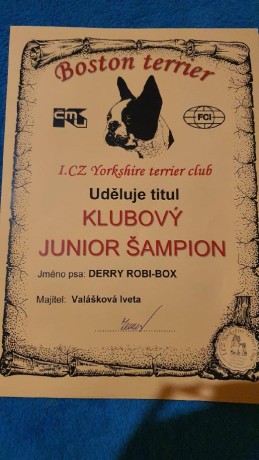 Boston terrier
FCI
I.CZ Yorkshire terrier club
Uděluje titul
KLUBOVÝ
JUNIOR ŠAMPION
Jméno psa: DERRY ROBI-BOX
Majitel: Valášková Iveta